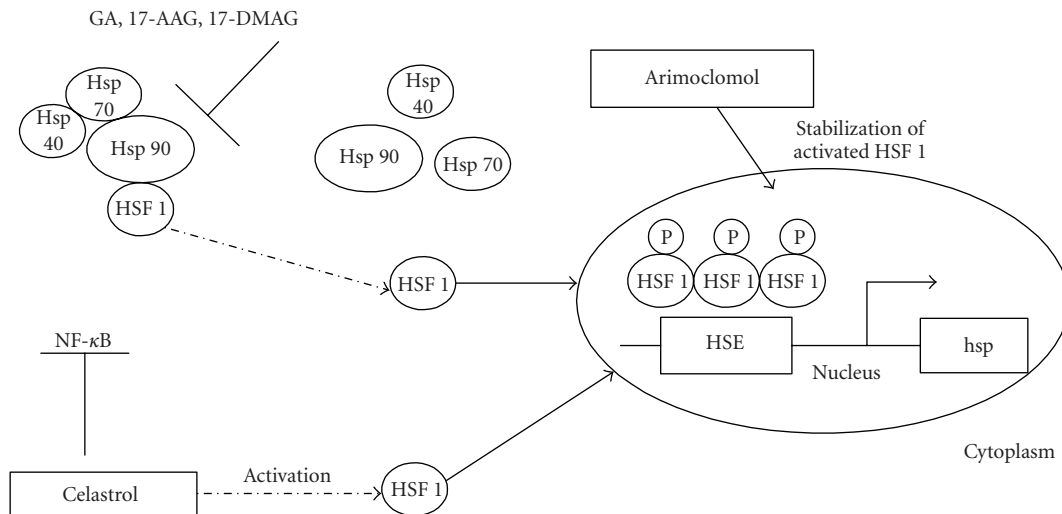 GA, 17-AAG, 17-DMAG
Hsp
70
Hsp
40
Hsp 90
HSF 1
Hsp
40
Hsp 90
Hsp 70
Arimoclomol
Stabilization of
activated HSF 1
HSF 1
P
P
P
HSF 1
HSF 1
HSF 1
HSE
hsp
Nucleus
NF-κB
Cytoplasm
Celastrol
Activation
HSF 1